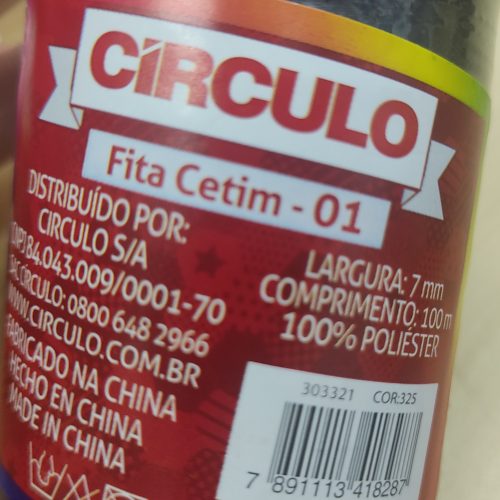 CÍRCULO
Fita Cetim - 01
DISTRIBUÍDO POR:
CÍRCULO S/A
84.043.009/0001-70
SAC CÍRCULO: 0800 648 2966
WWW.CIRCULO.COM.BR
FABRICADO NA CHINA
HECHO EN CHINA
MADE IN CHINA
LARGURA: 7 mm
COMPRIMENTO: 100 m
100% POLIÉSTER
303321 COR:325
7 891113 418287